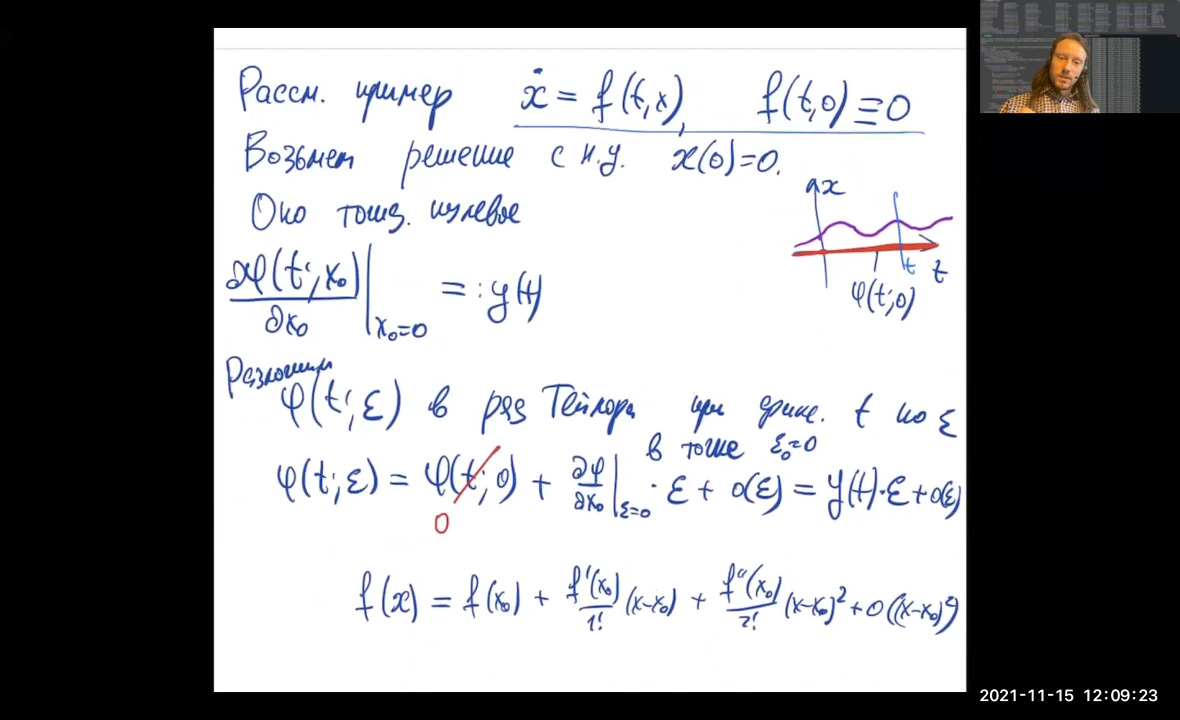 Рассм. пример ẋ = f(t,x), f(t,0) ≡ 0
Возьмем решение с н.у. x(0)=0.
Оно тожд. нулевое
x
t
t
φ(t;0)
∂φ(t;x₀)/∂x₀ |x₀=0 =: y(t)
Разложим
φ(t;ε) в ряд Тейлора при фикс. t по ε
в точке ε₀=0
φ(t;ε) = φ(t;0) + ∂φ/∂x₀ |ε=0 · ε + o(ε) = y(t)·ε + o(ε)
0
f(x) = f(x₀) + f'(x₀)/1! (x-x₀) + f''(x₀)/2! (x-x₀)² + o((x-x₀)²)
2021-11-15 12:09:23